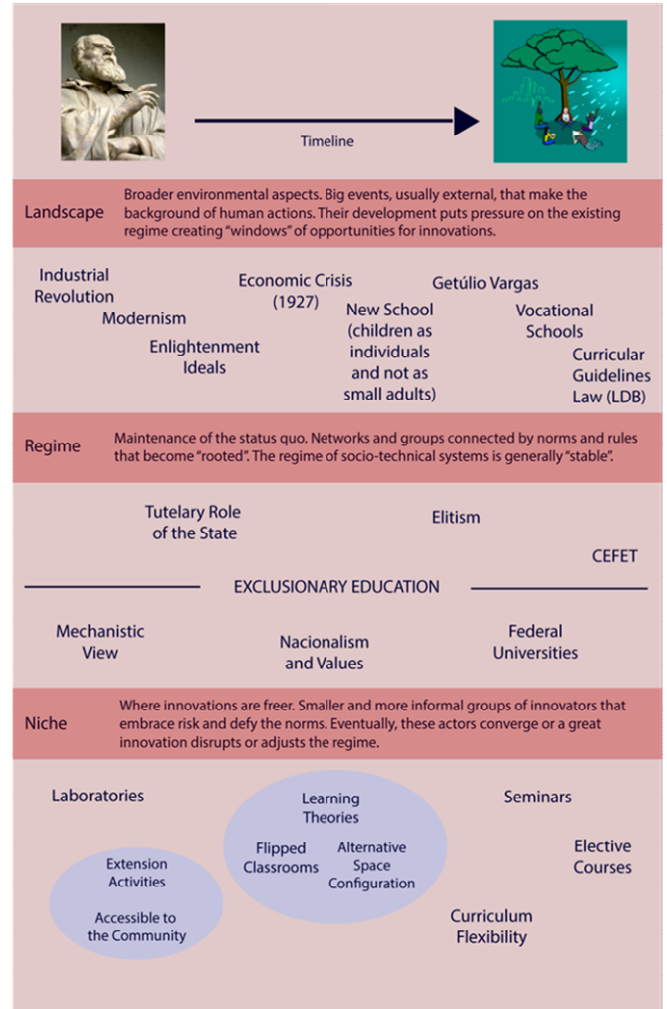 Timeline
Landscape
Broader environmental aspects. Big events, usually external, that make the
background of human actions. Their development puts pressure on the existing
regime creating “windows” of opportunities for innovations.
Industrial
Revolution
Modernism
Enlightenment
Ideals
Economic Crisis
(1927)
New School
(children as
individuals
and not as
small adults)
Getúlio Vargas
Vocational
Schools
Curricular
Guidelines
Law (LDB)
Regime
Maintenance of the status quo. Networks and groups connected by norms and rules
that become “rooted”. The regime of socio-technical systems is generally “stable”.
Tutelary Role
of the State
Elitism
CEFET
EXCLUSIONARY EDUCATION
Mechanistic
View
Nacionalism
and Values
Federal
Universities
Niche
Where innovations are freer. Smaller and more informal groups of innovators that
embrace risk and defy the norms. Eventually, these actors converge or a great
innovation disrupts or adjusts the regime.
Laboratories
Extension
Activities
Accessible to
the Community
Learning
Theories
Flipped
Classrooms
Alternative
Space
Configuration
Seminars
Elective
Courses
Curriculum
Flexibility